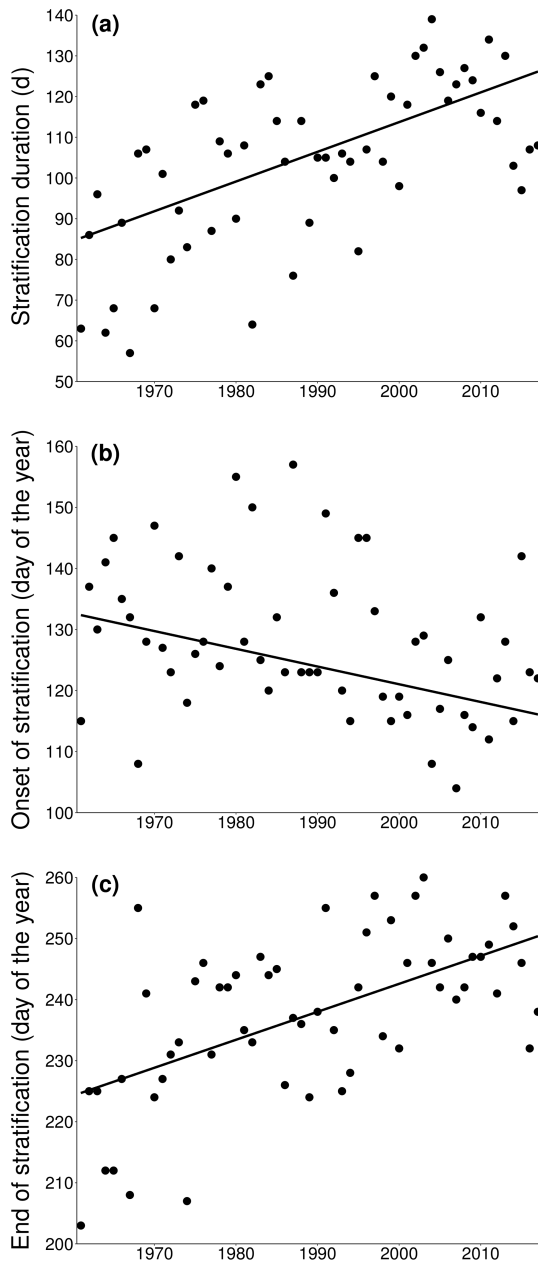 (a)
Stratification duration (d)
140
130
120
110
100
90
80
70
60
50
1970 1980 1990 2000 2010
(b)
Onset of stratification (day of the year)
160
150
140
130
120
110
100
1970 1980 1990 2000 2010
(c)
End of stratification (day of the year)
260
250
240
230
220
210
200
1970 1980 1990 2000 2010